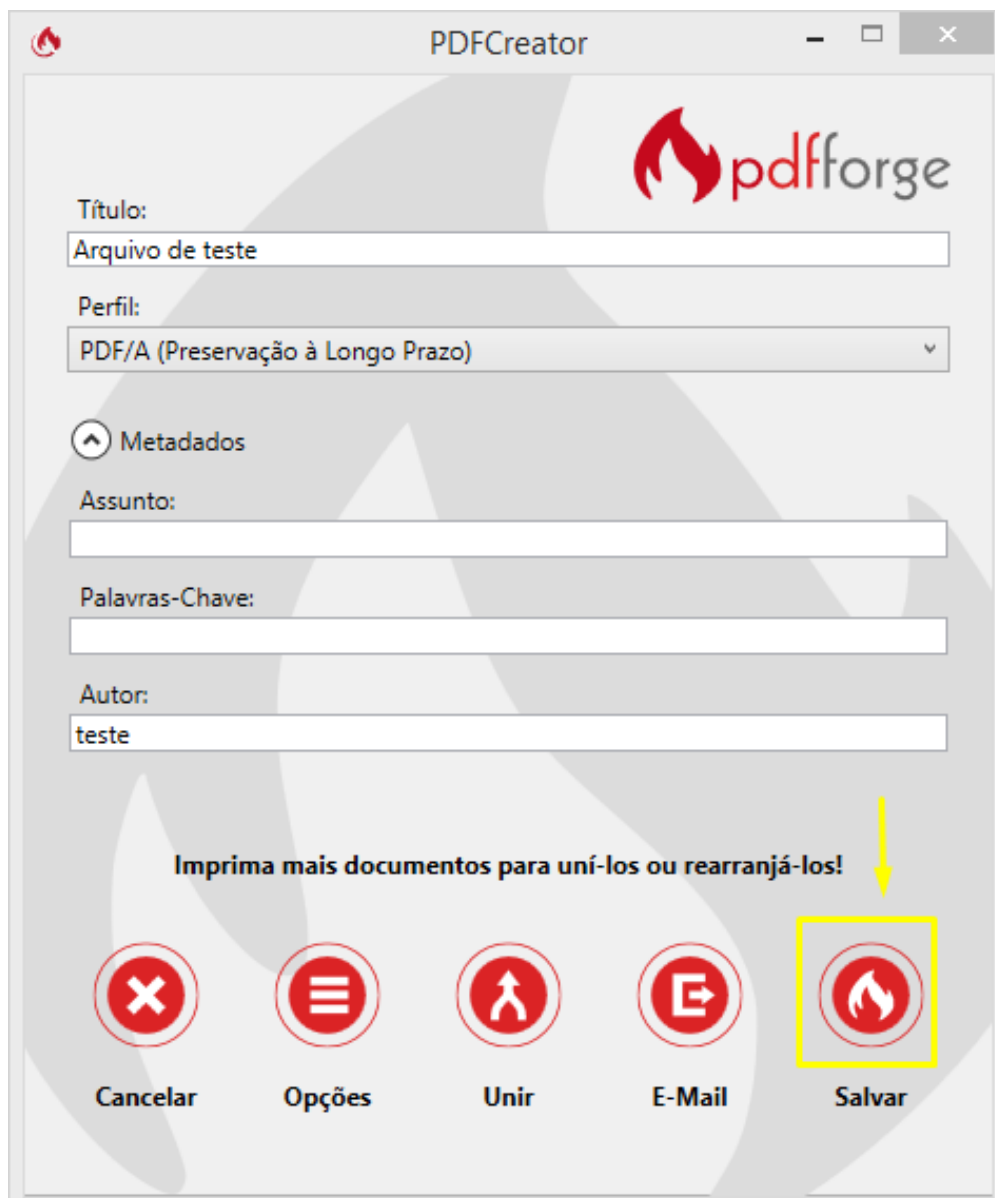 PDFCreator
pdfforge
Título:
Arquivo de teste
Perfil:
PDF/A (Preservação à Longo Prazo)
Metadados
Assunto:
Palavras-Chave:
Autor:
teste
Imprima mais documentos para uní-los ou rearranjá-los!
Cancelar Opções Unir E-Mail Salvar